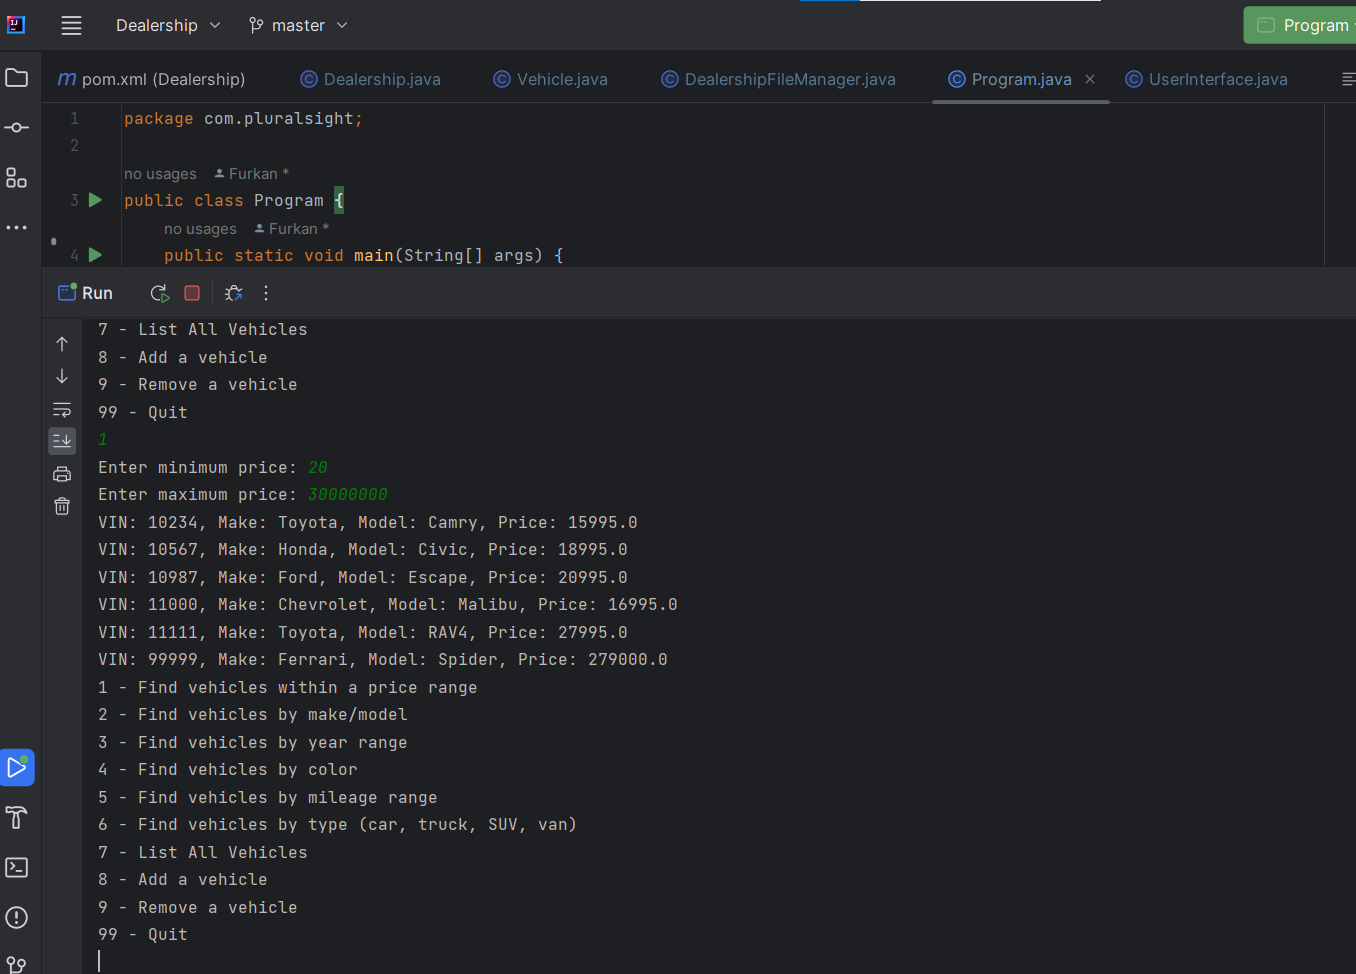 Dealership master Program
pom.xml (Dealership) Dealership.java Vehicle.java DealershipFileManager.java Program.java UserInterface.java
1 package com.pluralsight;
2
no usages Furkan *
3 public class Program {
no usages Furkan *
4 public static void main(String[] args) {
Run
7 - List All Vehicles
8 - Add a vehicle
9 - Remove a vehicle
99 - Quit
1
Enter minimum price: 20
Enter maximum price: 30000000
VIN: 10234, Make: Toyota, Model: Camry, Price: 15995.0
VIN: 10567, Make: Honda, Model: Civic, Price: 18995.0
VIN: 10987, Make: Ford, Model: Escape, Price: 20995.0
VIN: 11000, Make: Chevrolet, Model: Malibu, Price: 16995.0
VIN: 11111, Make: Toyota, Model: RAV4, Price: 27995.0
VIN: 99999, Make: Ferrari, Model: Spider, Price: 279000.0
1 - Find vehicles within a price range
2 - Find vehicles by make/model
3 - Find vehicles by year range
4 - Find vehicles by color
5 - Find vehicles by mileage range
6 - Find vehicles by type (car, truck, SUV, van)
7 - List All Vehicles
8 - Add a vehicle
9 - Remove a vehicle
99 - Quit